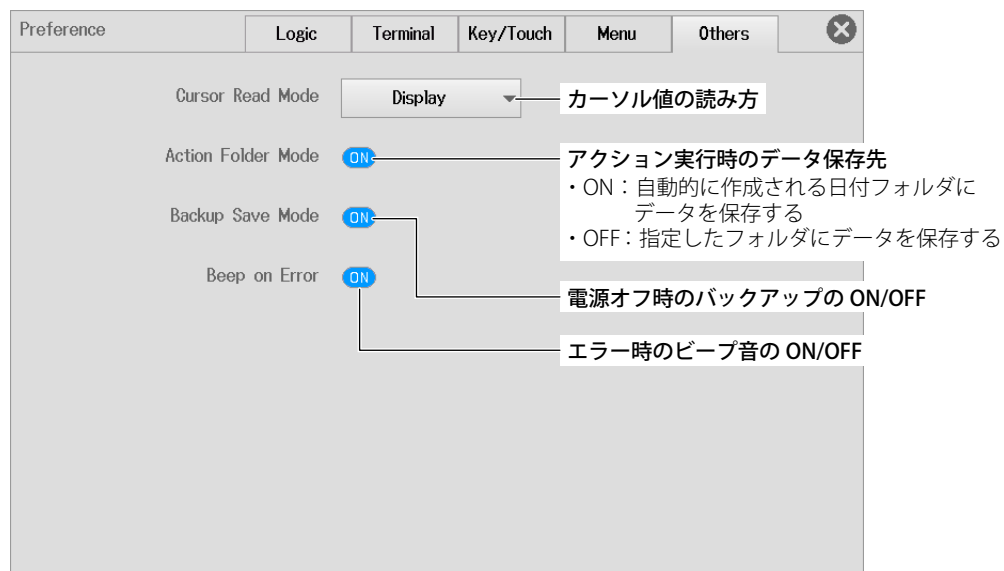 Preference
Logic
Terminal
Key/Touch
Menu
Others
Cursor Read Mode
Display
カーソル値の読み方
Action Folder Mode
ON
アクション実行時のデータ保存先
・ON：自動的に作成される日付フォルダに
データを保存する
・OFF：指定したフォルダにデータを保存する
Backup Save Mode
ON
電源オフ時のバックアップの ON/OFF
Beep on Error
ON
エラー時のビープ音の ON/OFF